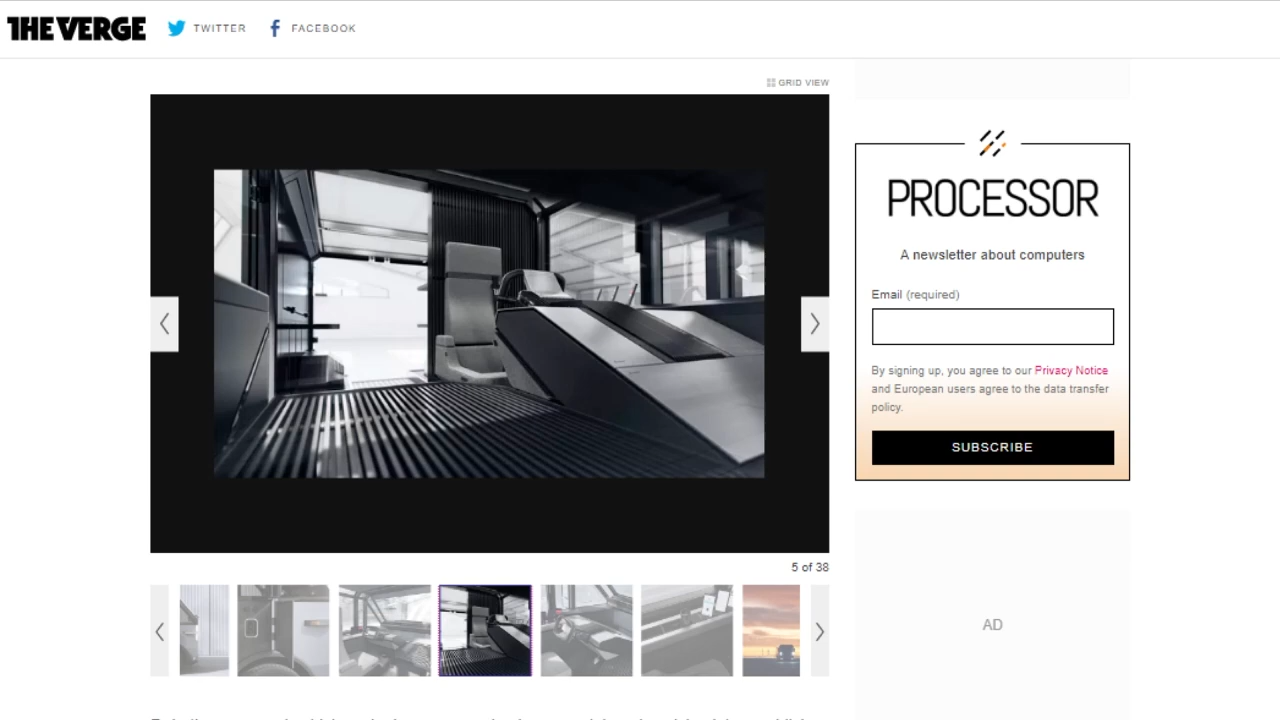 THE VERGE
TWITTER
FACEBOOK
GRID VIEW
5 of 38
PROCESSOR
A newsletter about computers
Email (required)
By signing up, you agree to our Privacy Notice
and European users agree to the data transfer
policy.
SUBSCRIBE
AD